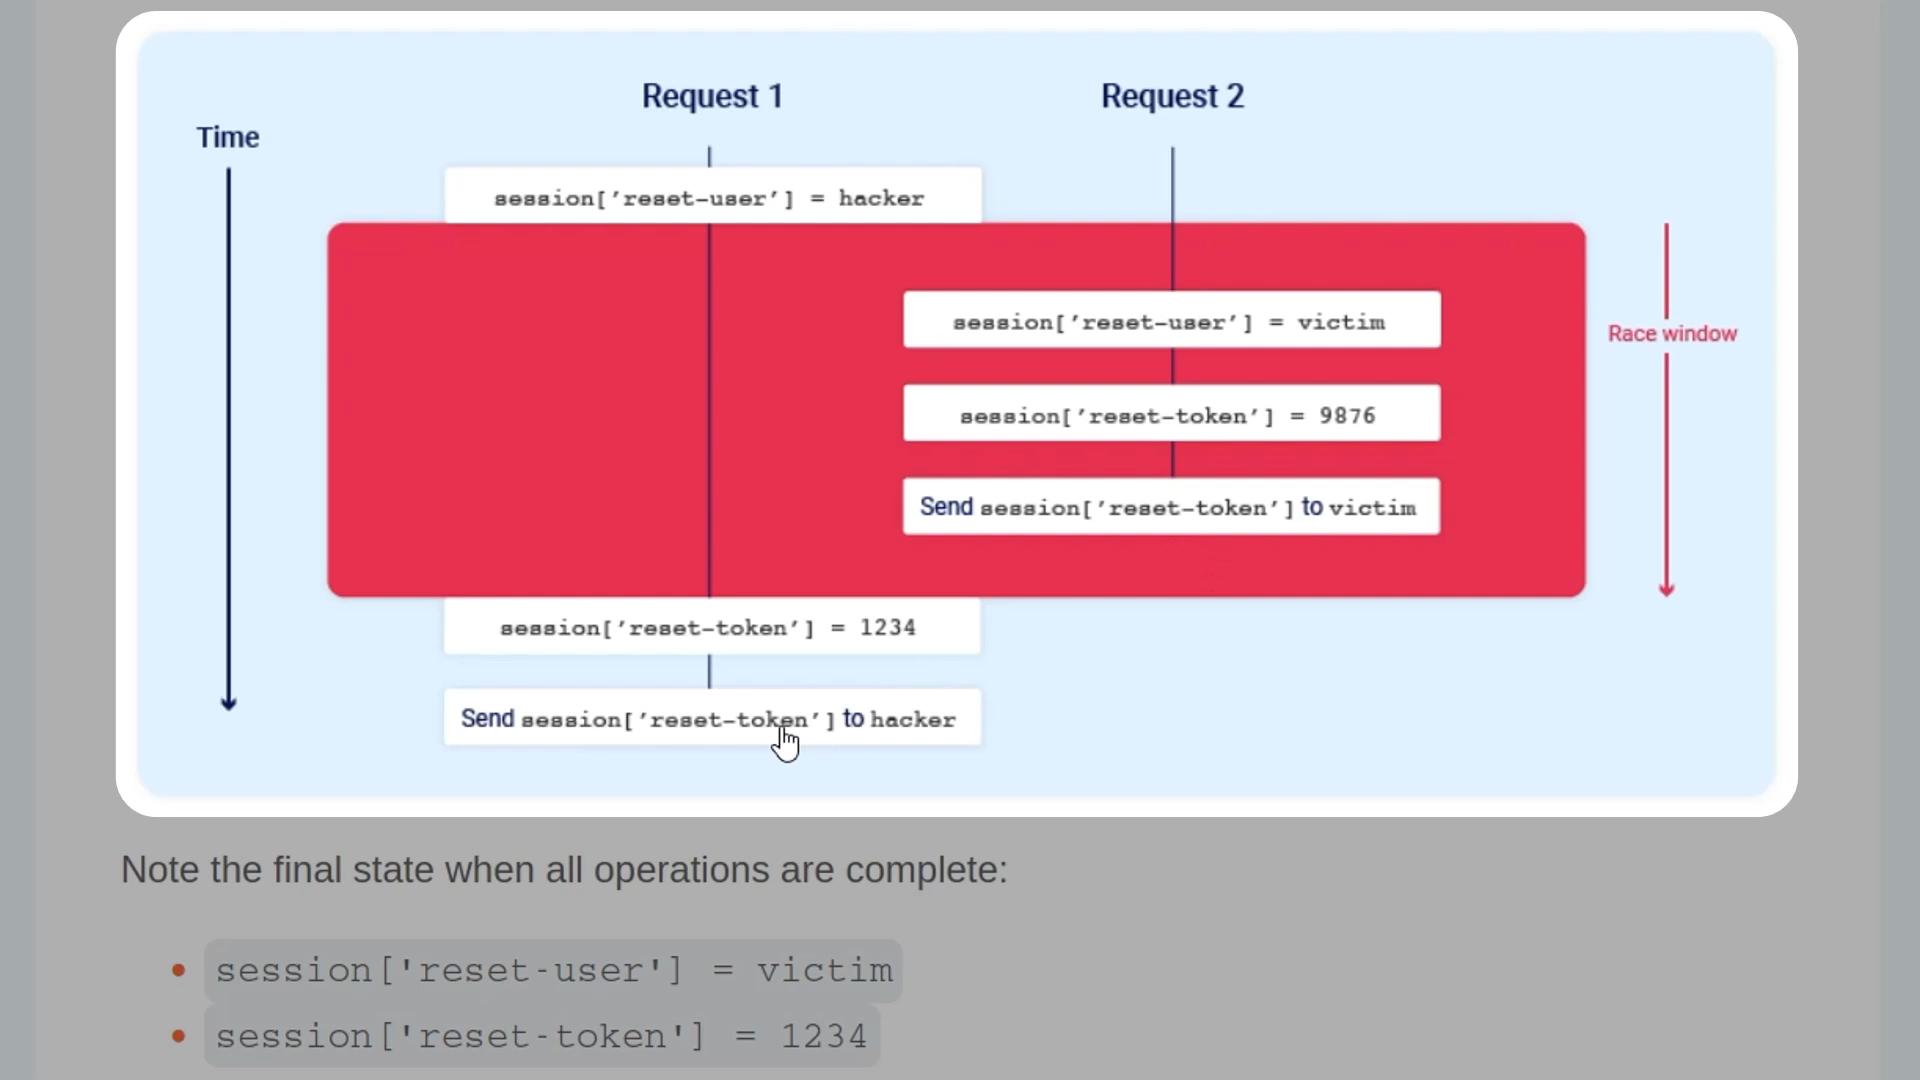 Request 1
Request 2
Time
session['reset-user'] = hacker
session['reset-user'] = victim
Race window
session['reset-token'] = 9876
Send session['reset-token'] to victim
session['reset-token'] = 1234
Send session['reset-token'] to hacker
Note the final state when all operations are complete:
session['reset-user'] = victim
session['reset-token'] = 1234